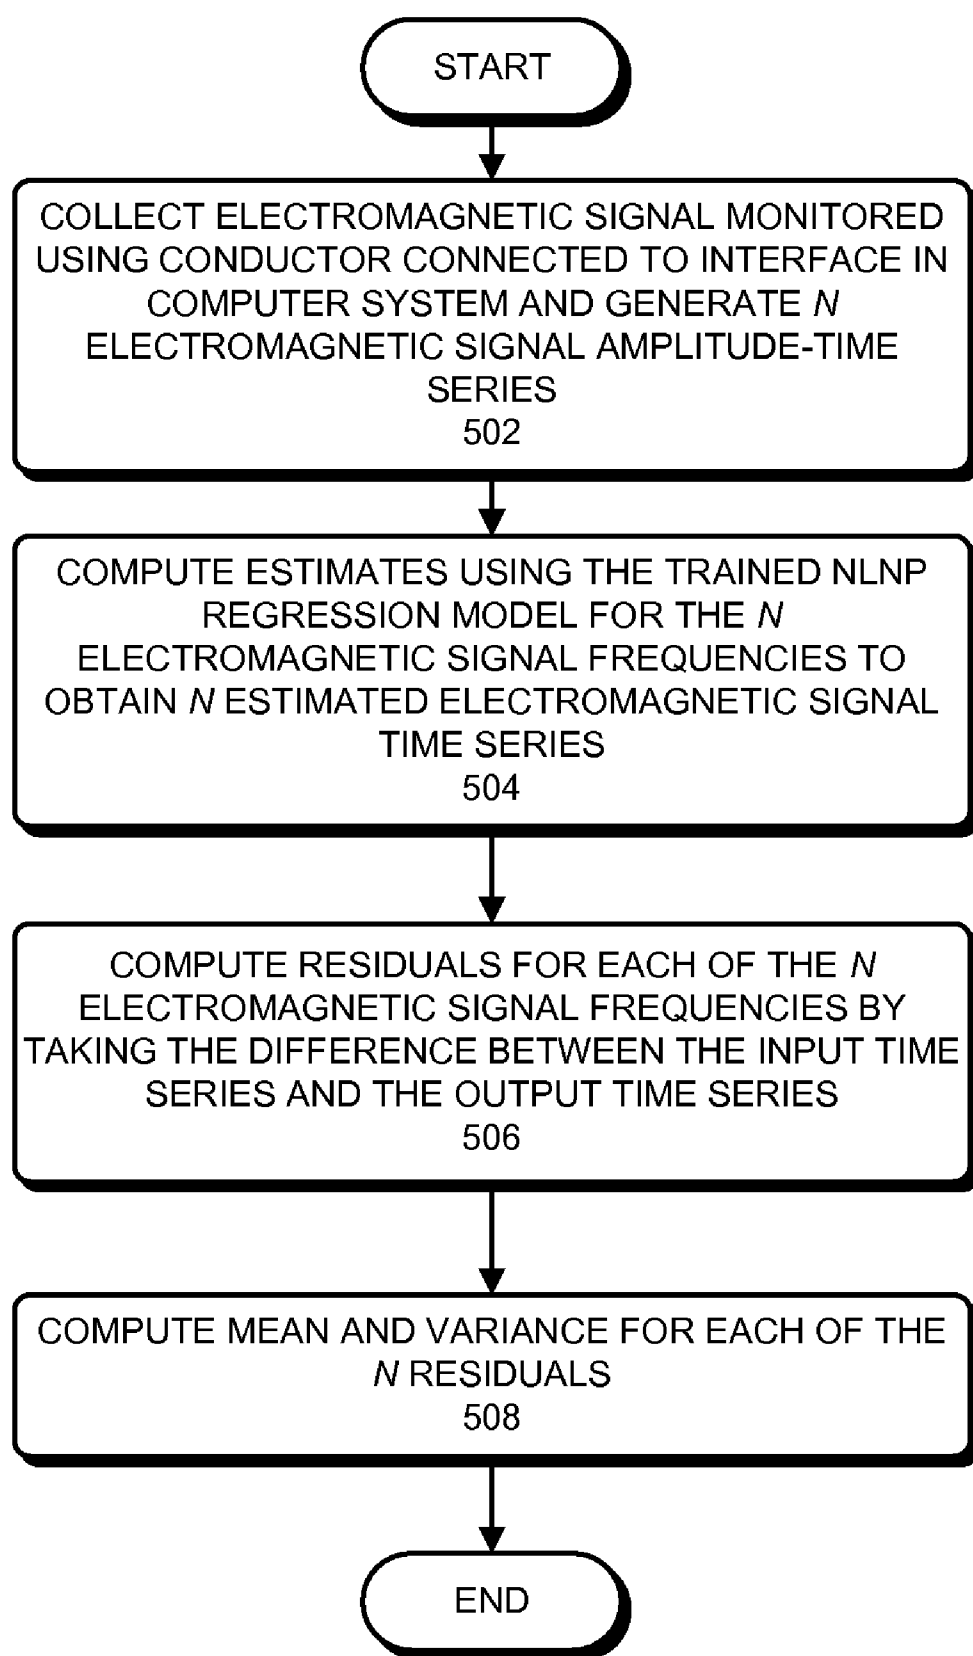 START
COLLECT ELECTROMAGNETIC SIGNAL MONITORED
USING CONDUCTOR CONNECTED TO INTERFACE IN
COMPUTER SYSTEM AND GENERATE N
ELECTROMAGNETIC SIGNAL AMPLITUDE-TIME
SERIES
502
COMPUTE ESTIMATES USING THE TRAINED NLNP
REGRESSION MODEL FOR THE N
ELECTROMAGNETIC SIGNAL FREQUENCIES TO
OBTAIN N ESTIMATED ELECTROMAGNETIC SIGNAL
TIME SERIES
504
COMPUTE RESIDUALS FOR EACH OF THE N
ELECTROMAGNETIC SIGNAL FREQUENCIES BY
TAKING THE DIFFERENCE BETWEEN THE INPUT TIME
SERIES AND THE OUTPUT TIME SERIES
506
COMPUTE MEAN AND VARIANCE FOR EACH OF THE
N RESIDUALS
508
END